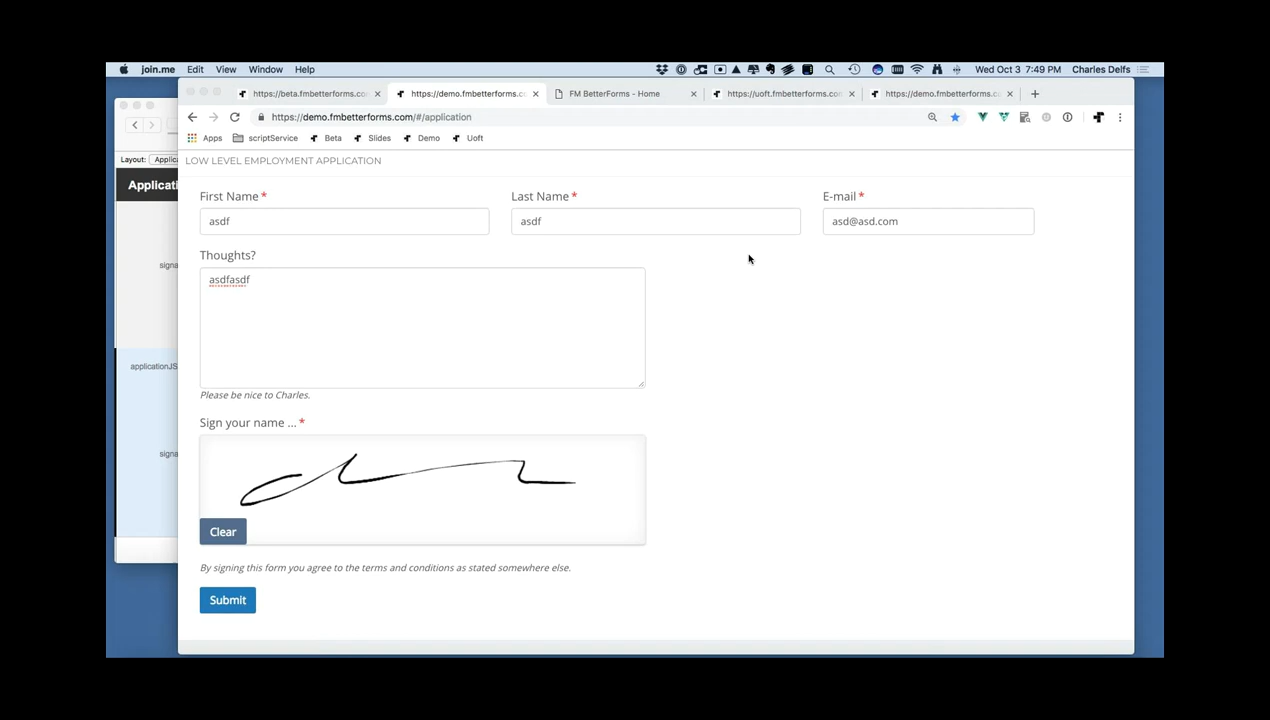 join.me Edit View Window Help Wed Oct 3 7:49 PM Charles Delfs
https://beta.fmbetterforms.co https://demo.fmbetterforms.c FM BetterForms - Home https://uoft.fmbetterforms.com https://demo.fmbetterforms.co
https://demo.fmbetterforms.com/#/application
Apps scriptService Beta Slides Demo Uoft
Layout: Applica
LOW LEVEL EMPLOYMENT APPLICATION
Applicati
First Name * Last Name * E-mail *
asdf asdf asd@asd.com
Thoughts?
signa
asdfasdf
applicationJS
Please be nice to Charles.
Sign your name ... *
signa
Clear
By signing this form you agree to the terms and conditions as stated somewhere else.
Submit